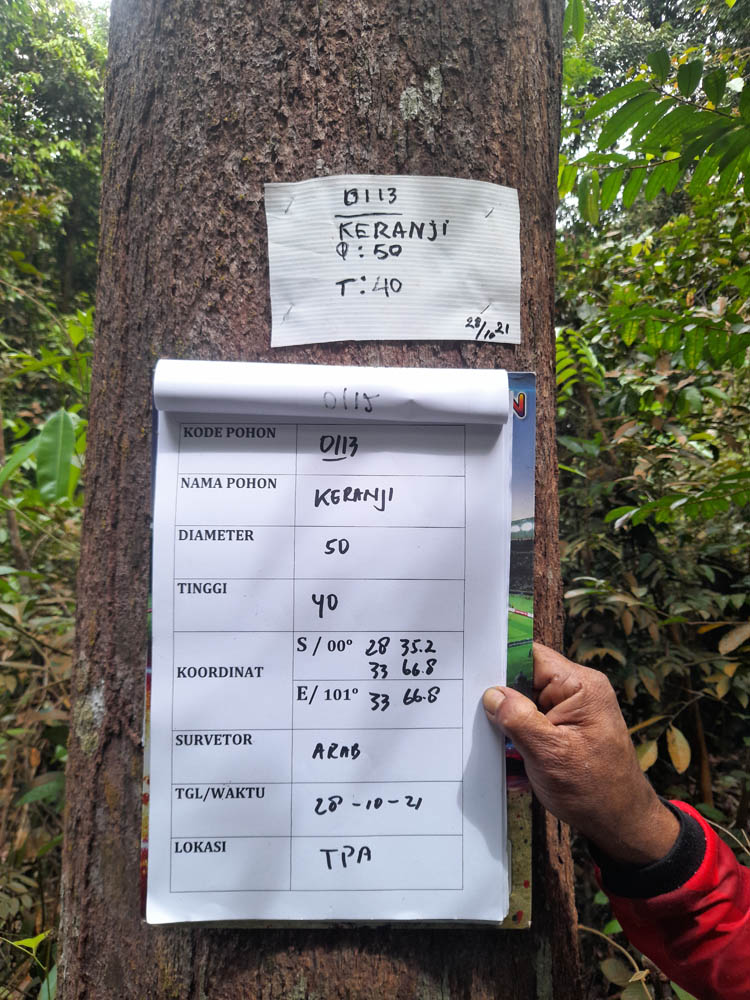 0113
KERANJI
Φ : 50
T : 40
28/10 21
0115
KODE POHON 0113
NAMA POHON KERANJI
DIAMETER 50
TINGGI 40
KOORDINAT
S / 00° 28 35.2
33 66.8
E/ 101° 33 66.8
SURVETOR ARAB
TGL/WAKTU 28-10-21
LOKASI TPA